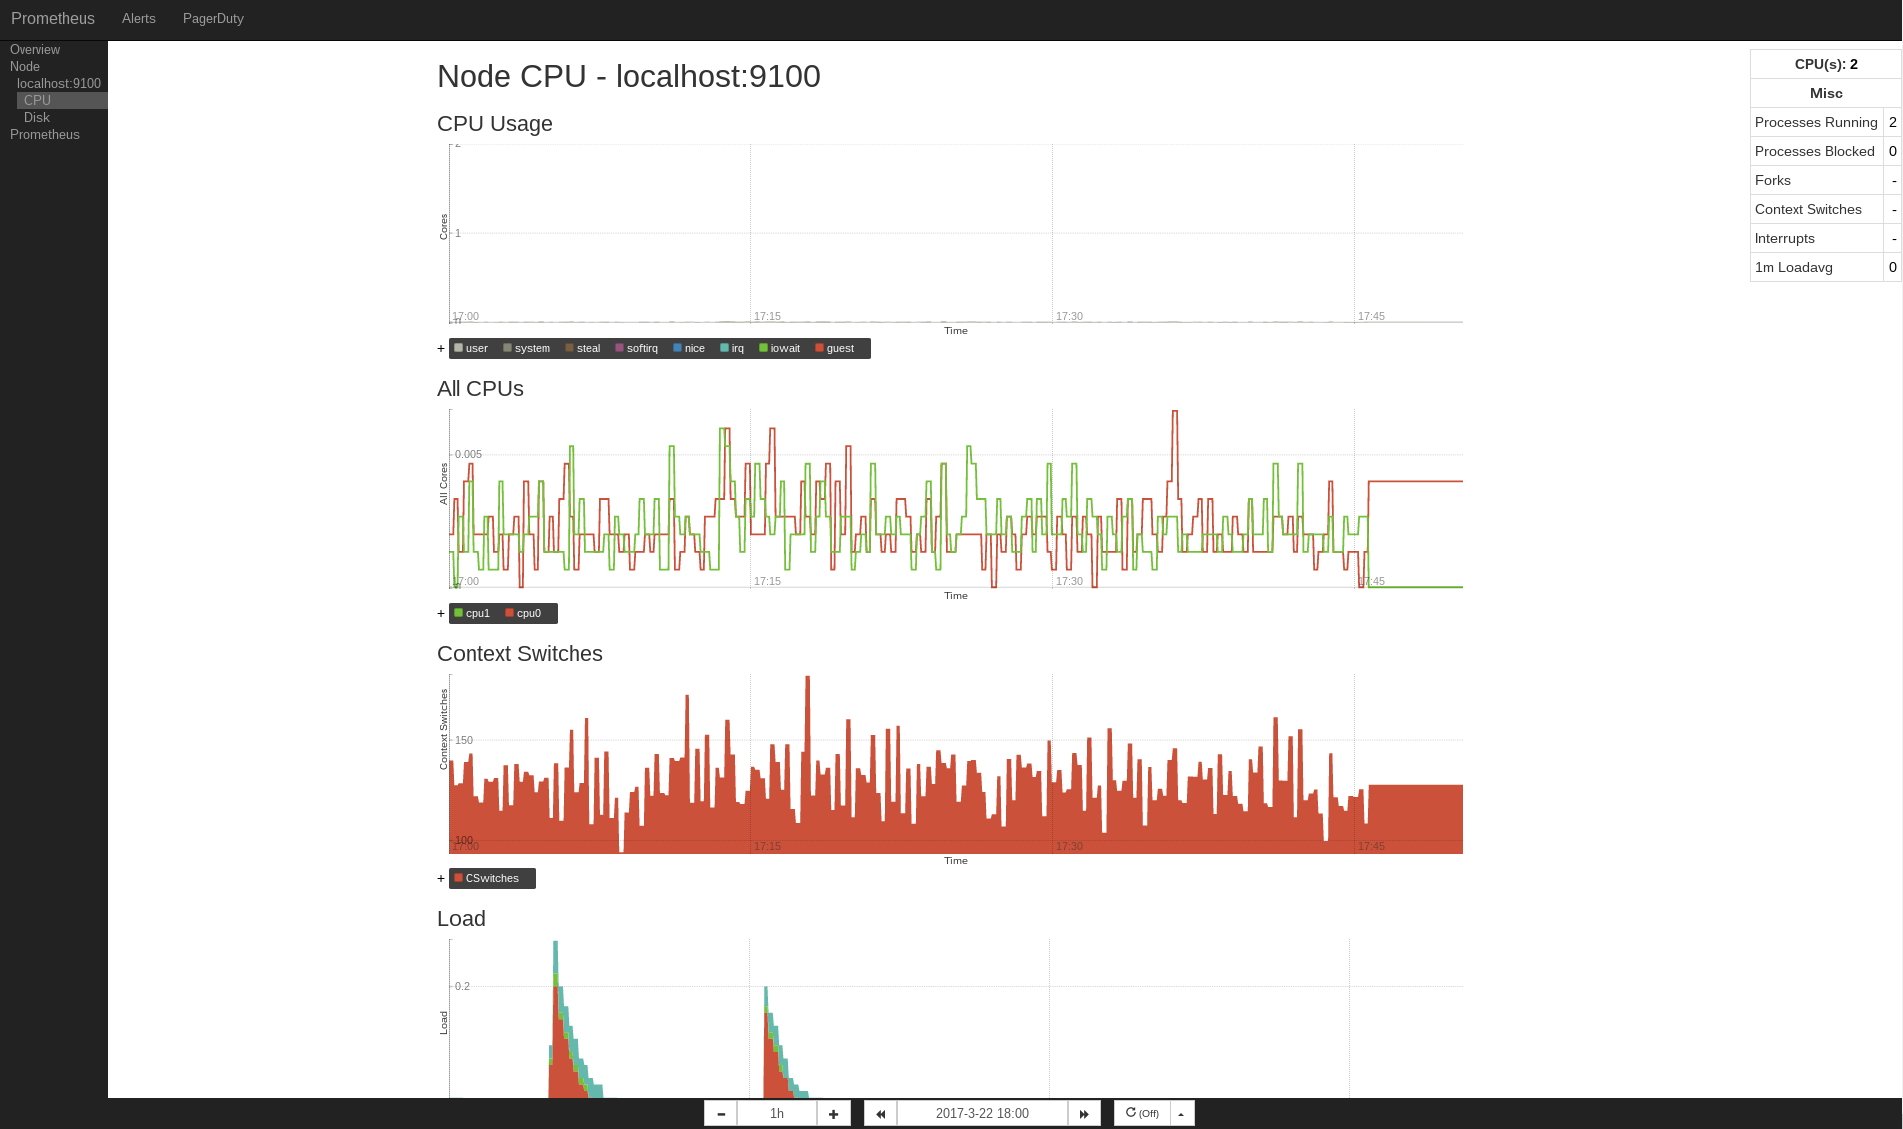 Prometheus Alerts PagerDuty
Overview
Node
localhost:9100
CPU
Disk
Prometheus
Node CPU - localhost:9100
CPU Usage
2
1
Cores
17:00 17:15 17:30 17:45
Time
+ user system steal softirq nice irq iowait guest
All CPUs
0.005
All Cores
17:00 17:15 17:30 17:45
Time
+ cpu1 cpu0
Context Switches
150
100
Context Switches
17:00 17:15 17:30 17:45
Time
+ CSwitches
Load
0.2
Load
CPU(s): 2
Misc
Processes Running 2
Processes Blocked 0
Forks -
Context Switches -
Interrupts -
1m Loadavg 0
1h 2017-3-22 18:00 (Off)